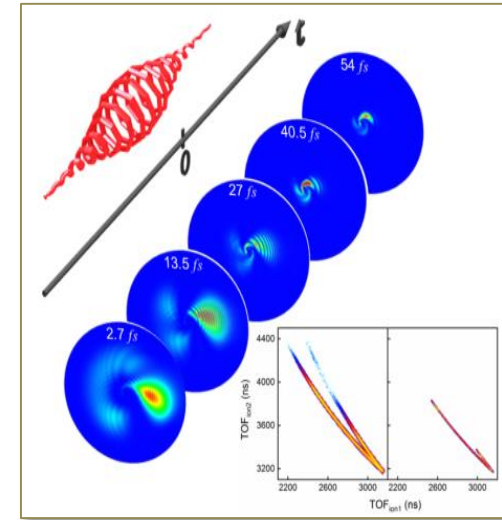 t
0
54 fs
40.5 fs
27 fs
13.5 fs
2.7 fs
4400
4000
3600
3200
TOFion2 (ns)
2200 2600 3000 2200 2600 3000
TOFion1 (ns)